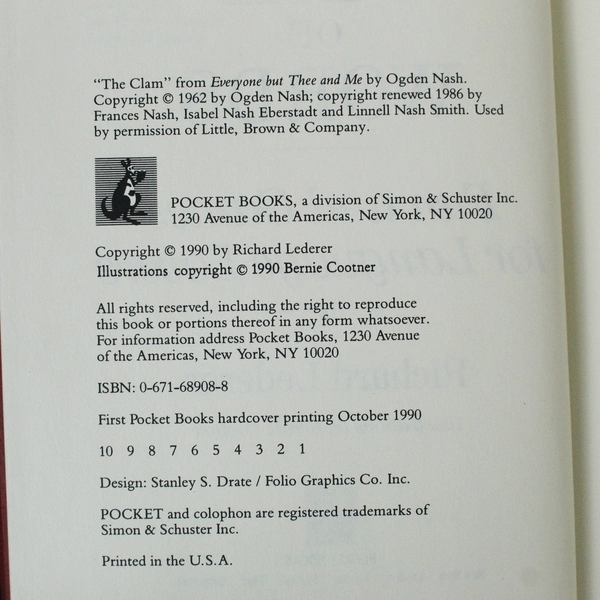 "The Clam" from Everyone but Thee and Me by Ogden Nash.
Copyright © 1962 by Ogden Nash; copyright renewed 1986 by
Frances Nash, Isabel Nash Eberstadt and Linnell Nash Smith. Used
by permission of Little, Brown & Company.
POCKET BOOKS, a division of Simon & Schuster Inc.
1230 Avenue of the Americas, New York, NY 10020
Copyright © 1990 by Richard Lederer
Illustrations copyright © 1990 Bernie Cootner
All rights reserved, including the right to reproduce
this book or portions thereof in any form whatsoever.
For information address Pocket Books, 1230 Avenue
of the Americas, New York, NY 10020
ISBN: 0-671-68908-8
First Pocket Books hardcover printing October 1990
10 9 8 7 6 5 4 3 2 1
Design: Stanley S. Drate / Folio Graphics Co. Inc.
POCKET and colophon are registered trademarks of
Simon & Schuster Inc.
Printed in the U.S.A.